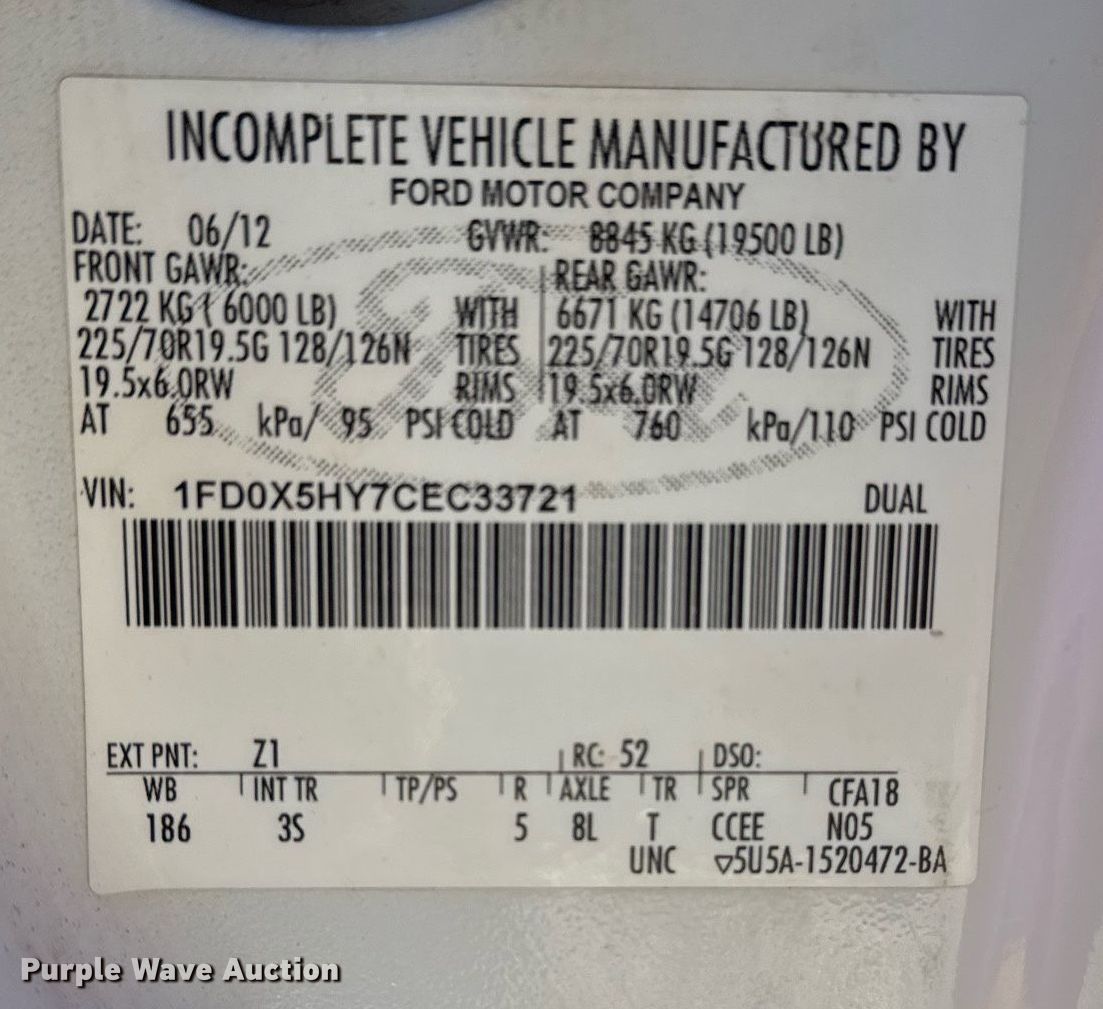 INCOMPLETE VEHICLE MANUFACTURED BY
FORD MOTOR COMPANY
DATE: 06/12 GVWR: 8845 KG (19500 LB)
FRONT GAWR: REAR GAWR:
2722 KG ( 6000 LB) WITH 6671 KG (14706 LB) WITH
225/70R19.5G 128/126N TIRES 225/70R19.5G 128/126N TIRES
19.5x6.0RW RIMS 19.5x6.0RW RIMS
AT 655 kPa/ 95 PSI COLD AT 760 kPa/110 PSI COLD
VIN: 1FD0X5HY7CEC33721 DUAL
EXT PNT: Z1 RC: 52 DSO:
WB INT TR TP/PS R AXLE TR SPR CFA18
186 3S 5 8L T CCEE N05
UNC ▽5U5A-1520472-BA
Purple Wave Auction